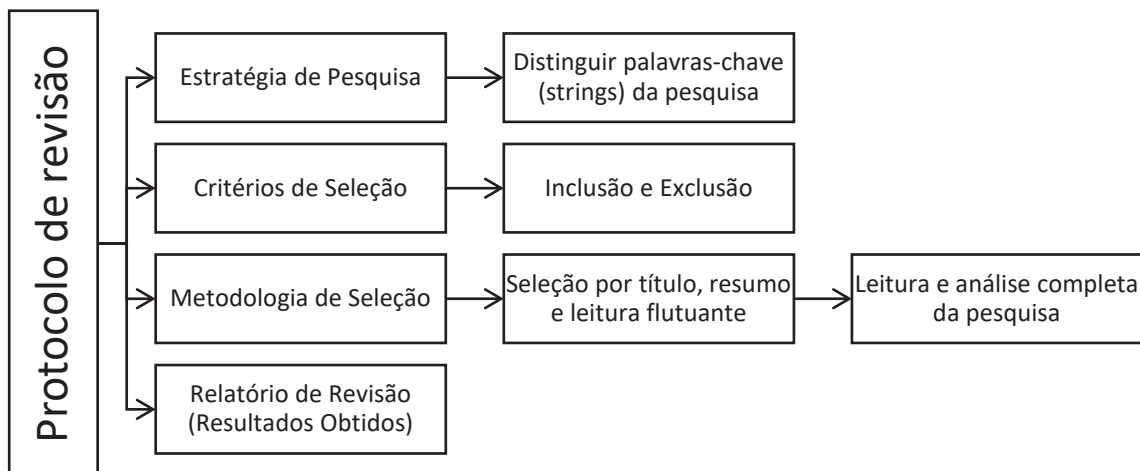 Protocolo de revisão
Estratégia de Pesquisa
Distinguir palavras-chave
(strings) da pesquisa
Critérios de Seleção
Inclusão e Exclusão
Metodologia de Seleção
Seleção por título, resumo
e leitura flutuante
Leitura e análise completa
da pesquisa
Relatório de Revisão
(Resultados Obtidos)